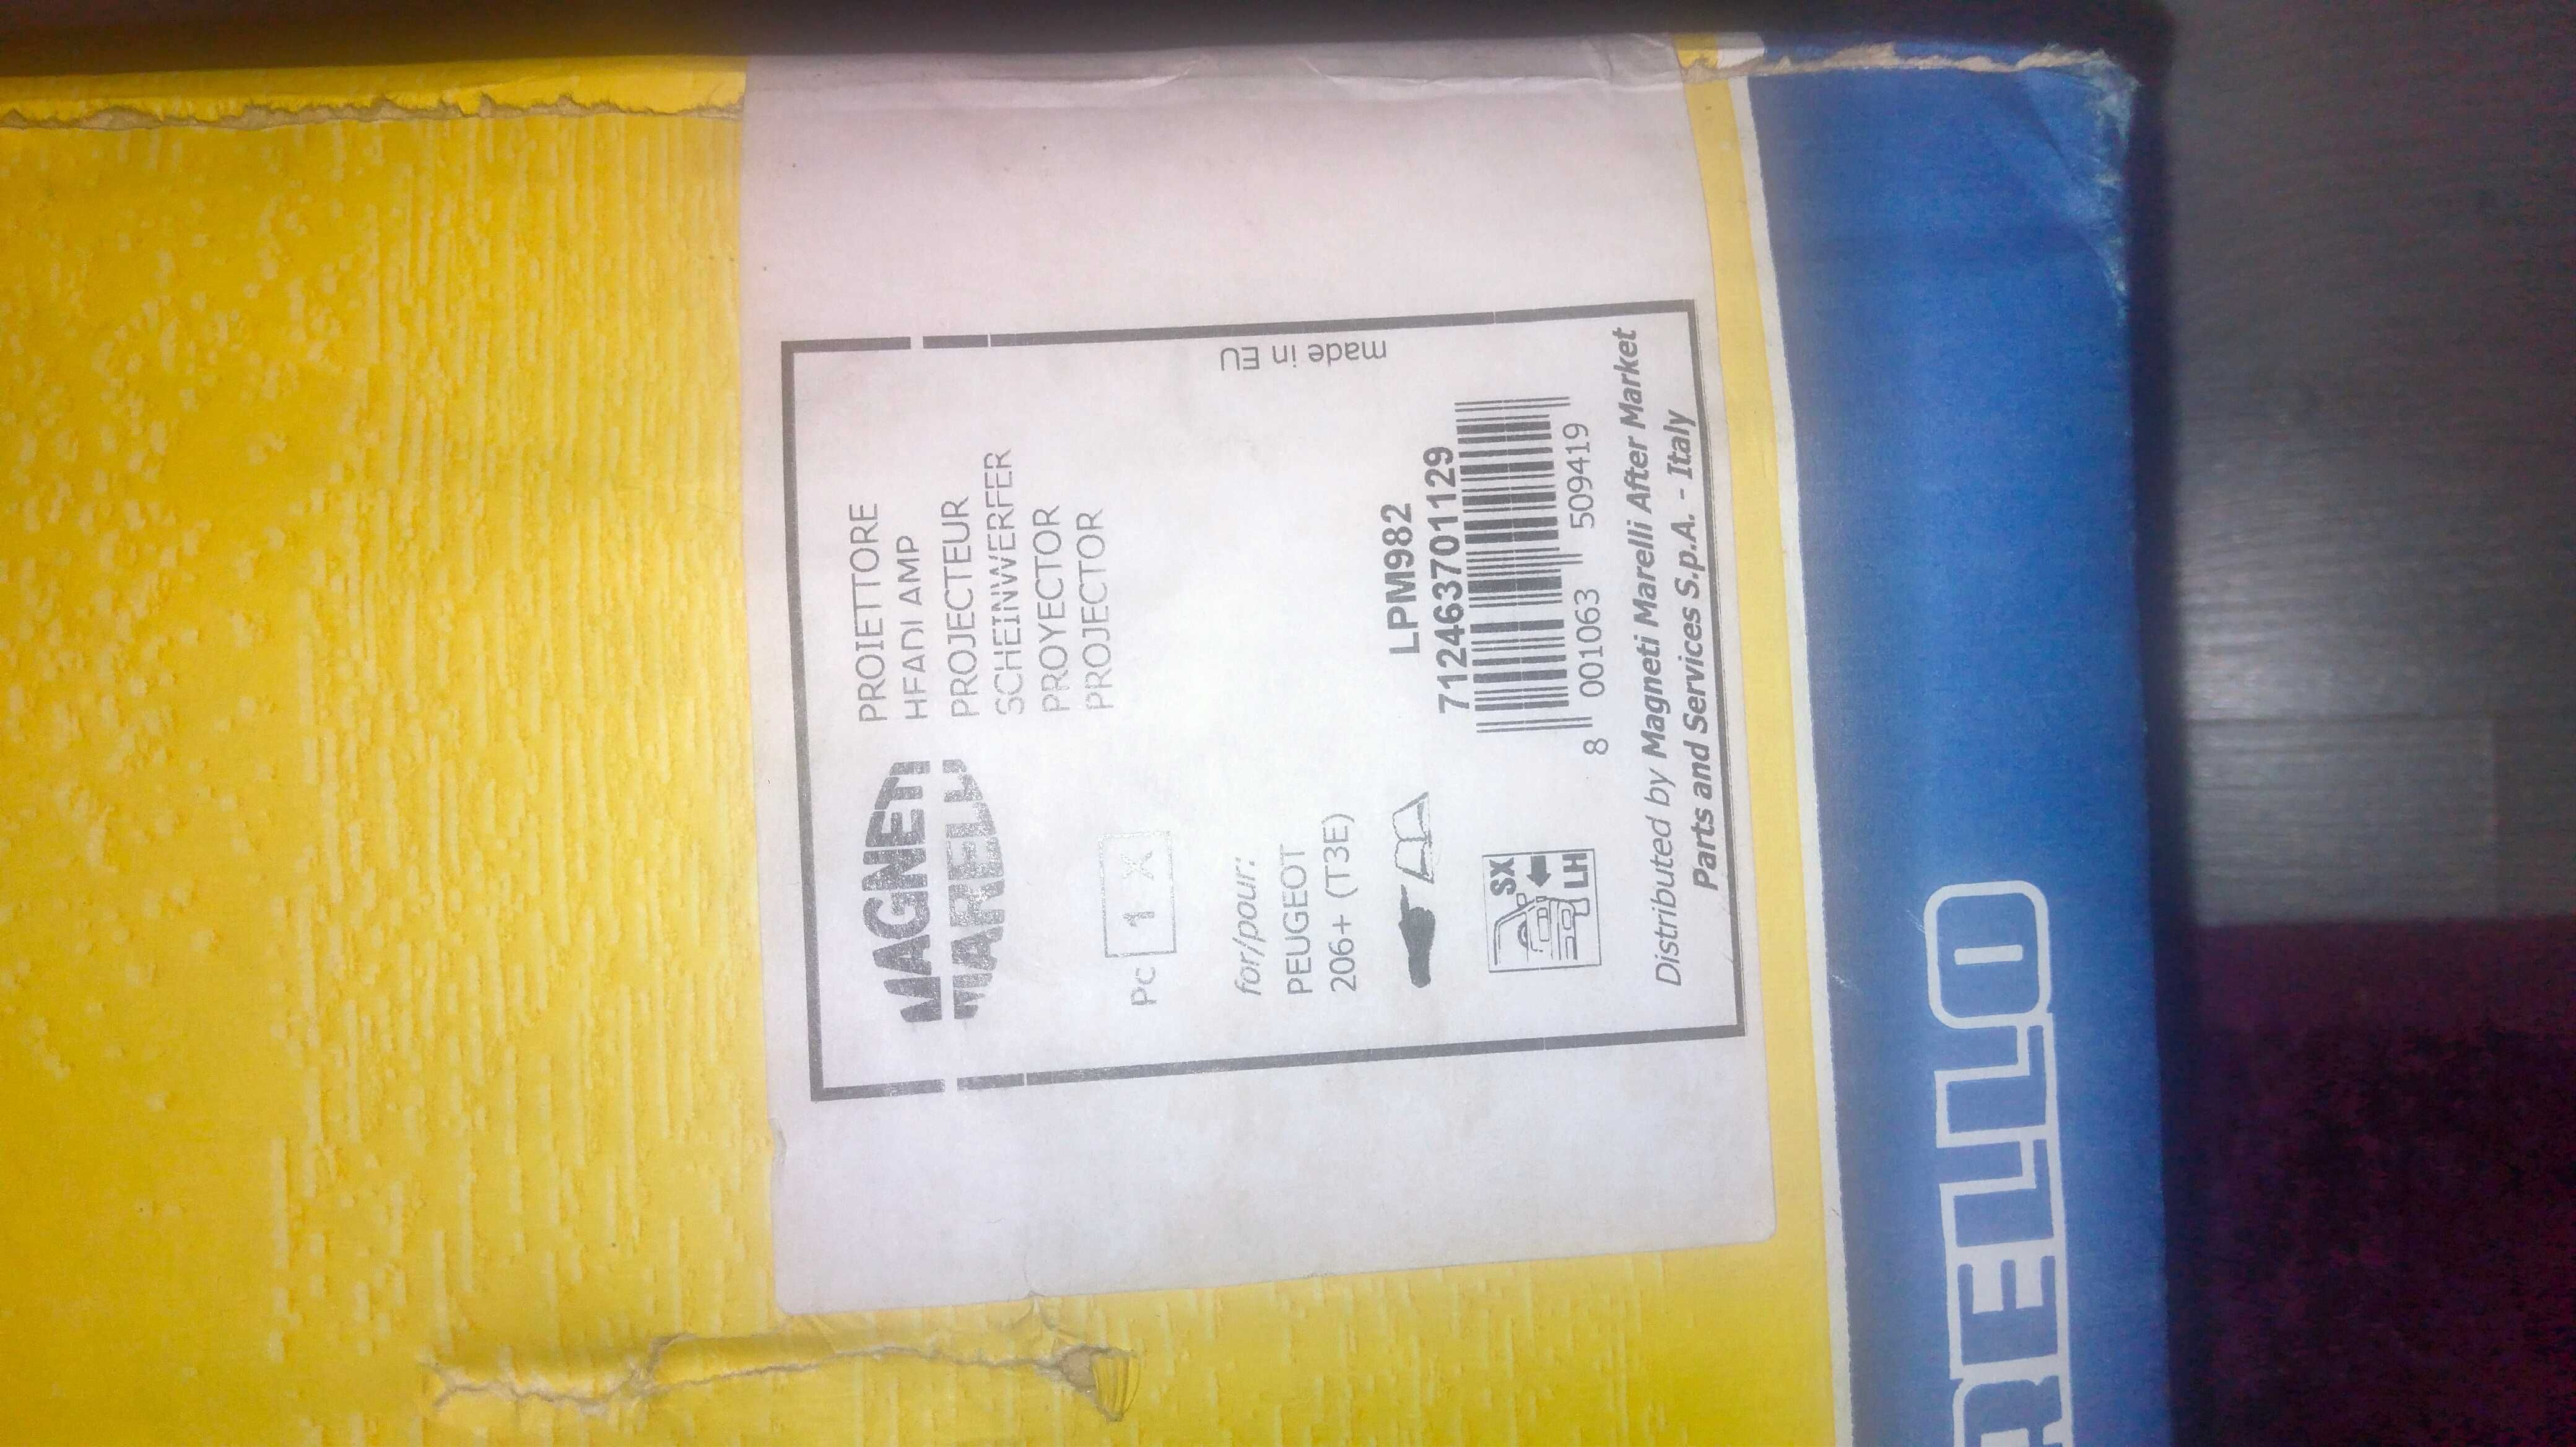 MAGNETI
MARELLI
PROIETTORE
HEADLAMP
PROJECTEUR
SCHEINWERFER
PROYECTOR
PROJECTOR
Pc 1 X
for/pour:
PEUGEOT
206+ (T3E)
made in EU
LPM982
712463701129
SX
LH
8 001063 509419
Distributed by Magneti Marelli After Market
Parts and Services S.p.A. - Italy
RELLO